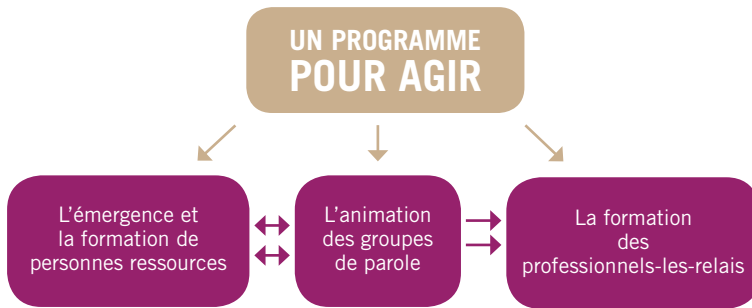 UN PROGRAMME
POUR AGIR
L’émergence et
la formation de
personnes ressources
L’animation
des groupes
de parole
La formation
des
professionnels-les-relais